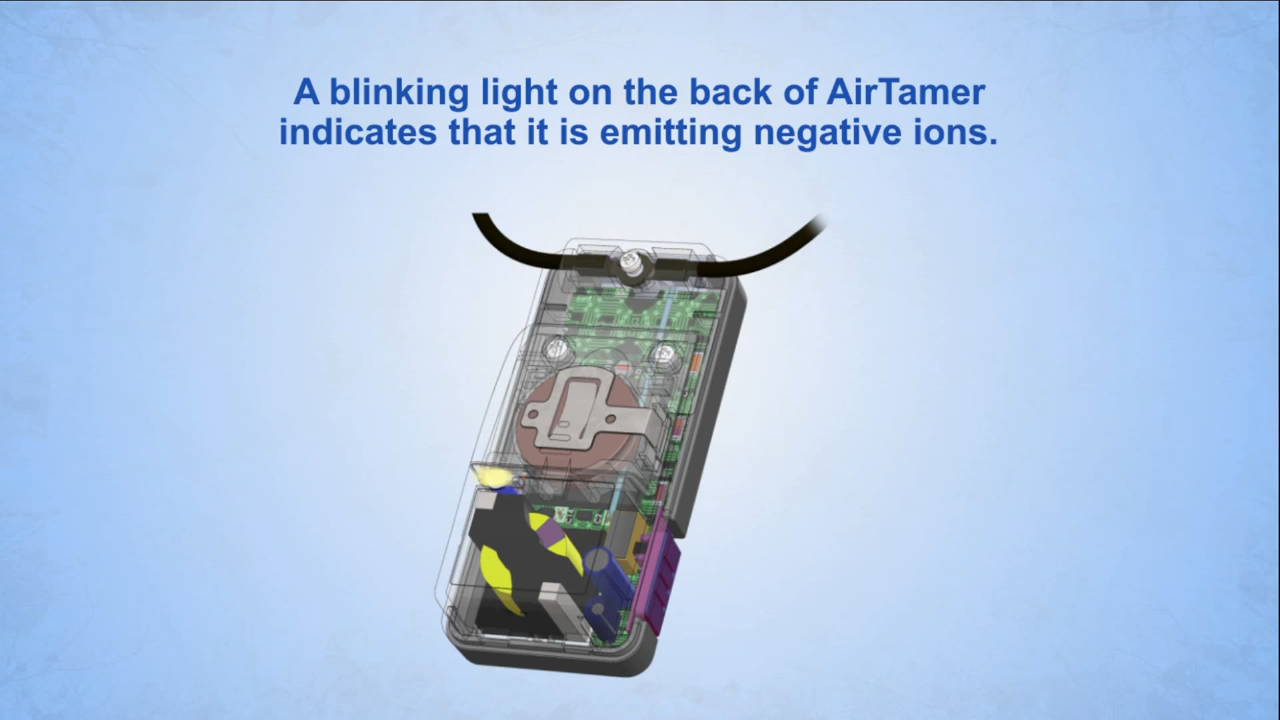 A blinking light on the back of AirTamer
indicates that it is emitting negative ions.